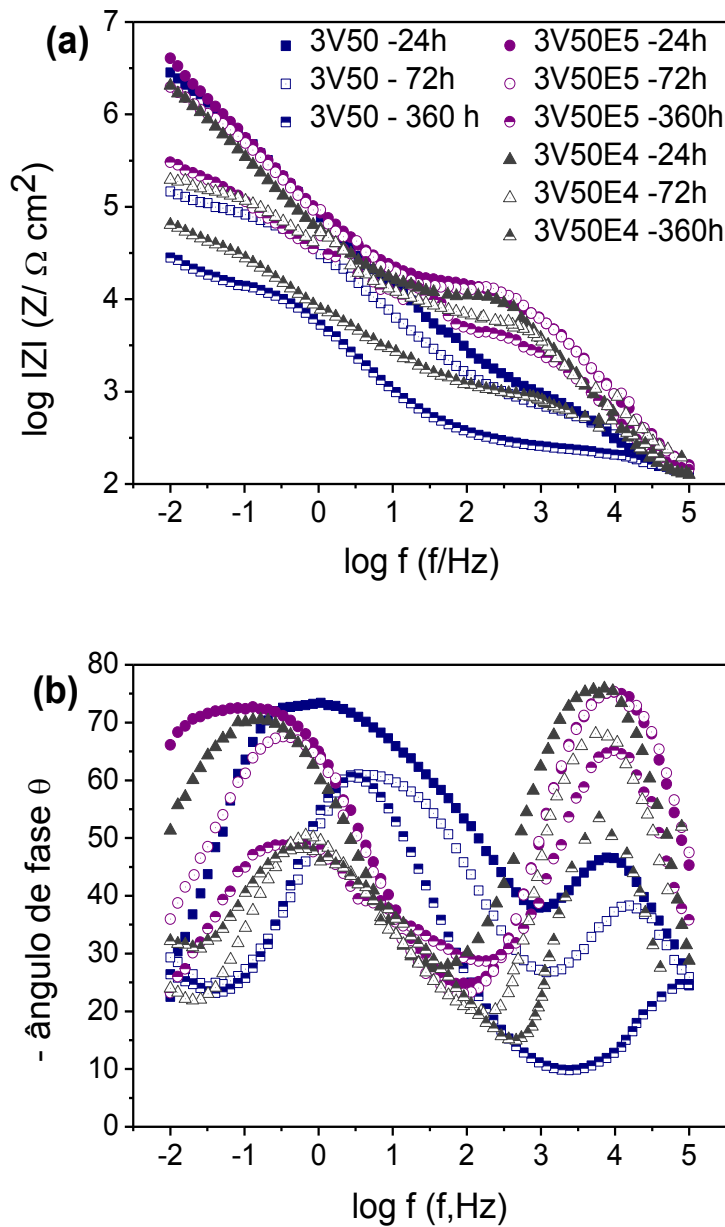 (a)
3V50 -24h
3V50 - 72h
3V50 - 360 h
3V50E5 -24h
3V50E5 -72h
3V50E5 -360h
3V50E4 -24h
3V50E4 -72h
3V50E4 -360h
7
6
5
4
3
2
log IZI (Z/ Ω cm²)
-2 -1 0 1 2 3 4 5
log f (f/Hz)
(b)
80
70
60
50
40
30
20
10
0
- ângulo de fase θ
-2 -1 0 1 2 3 4 5
log f (f,Hz)